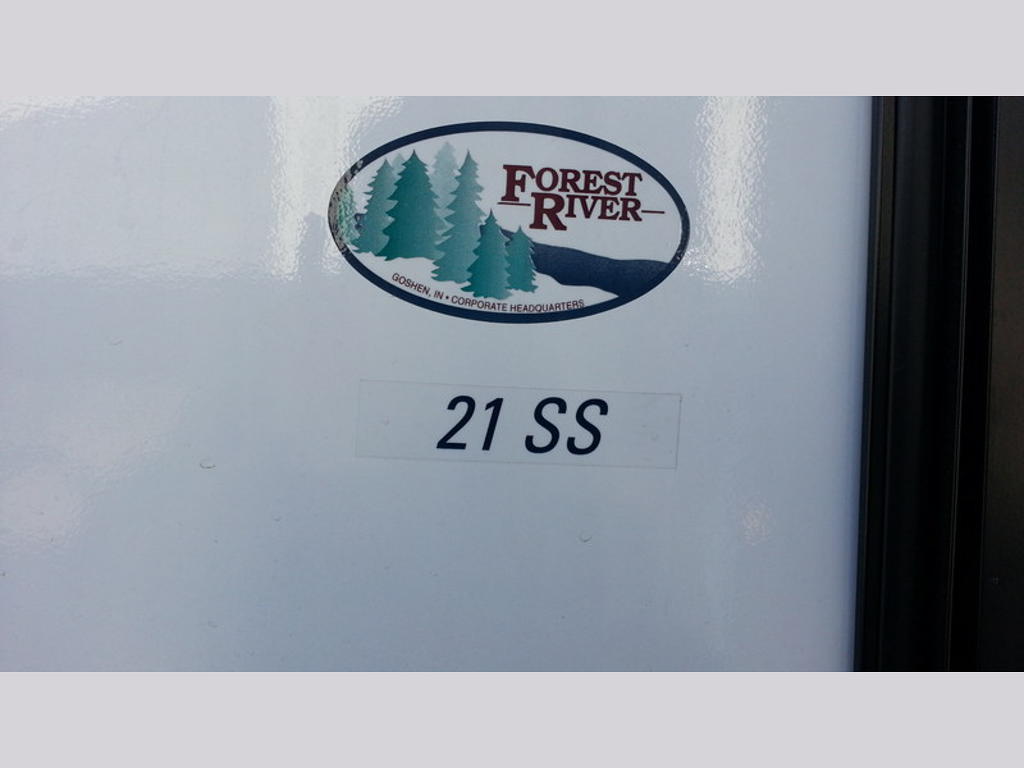 FOREST
RIVER
GOSHEN, IN • CORPORATE HEADQUARTERS
21 SS